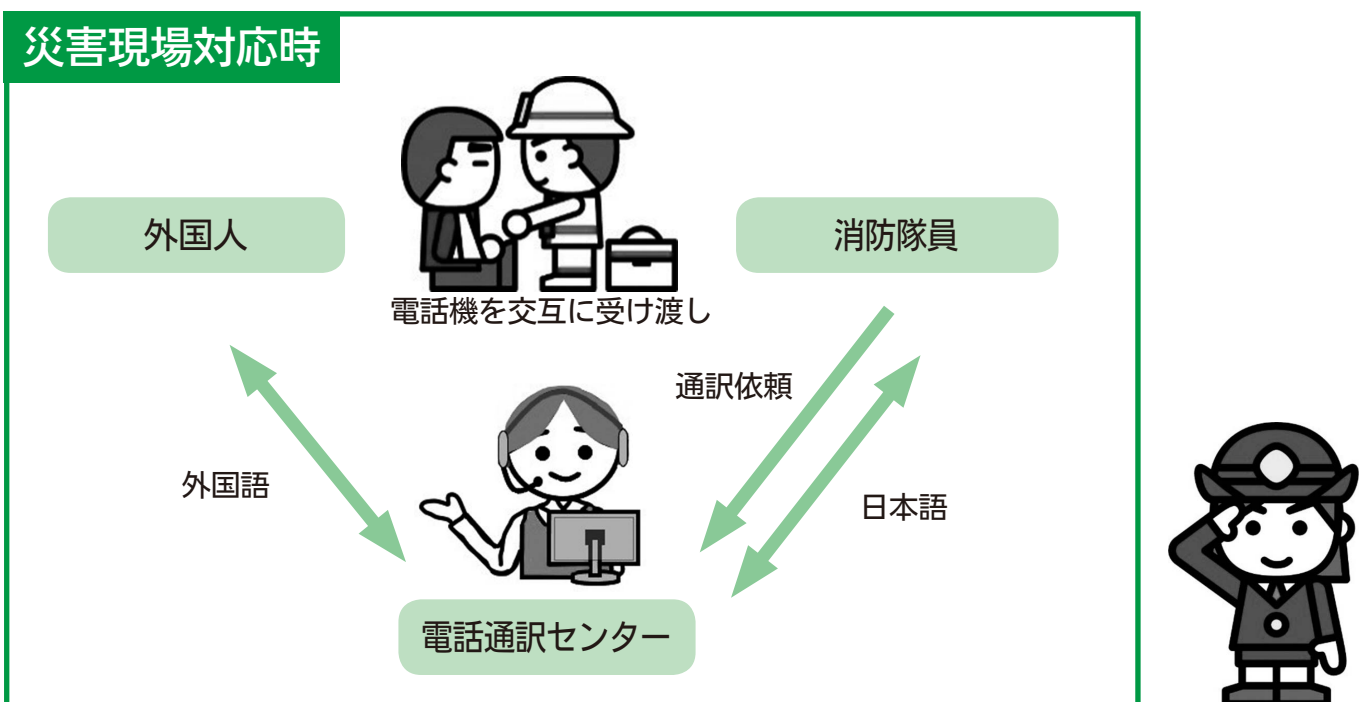 災害現場対応時
外国人
消防隊員
電話機を交互に受け渡し
通訳依頼
外国語
日本語
電話通訳センター